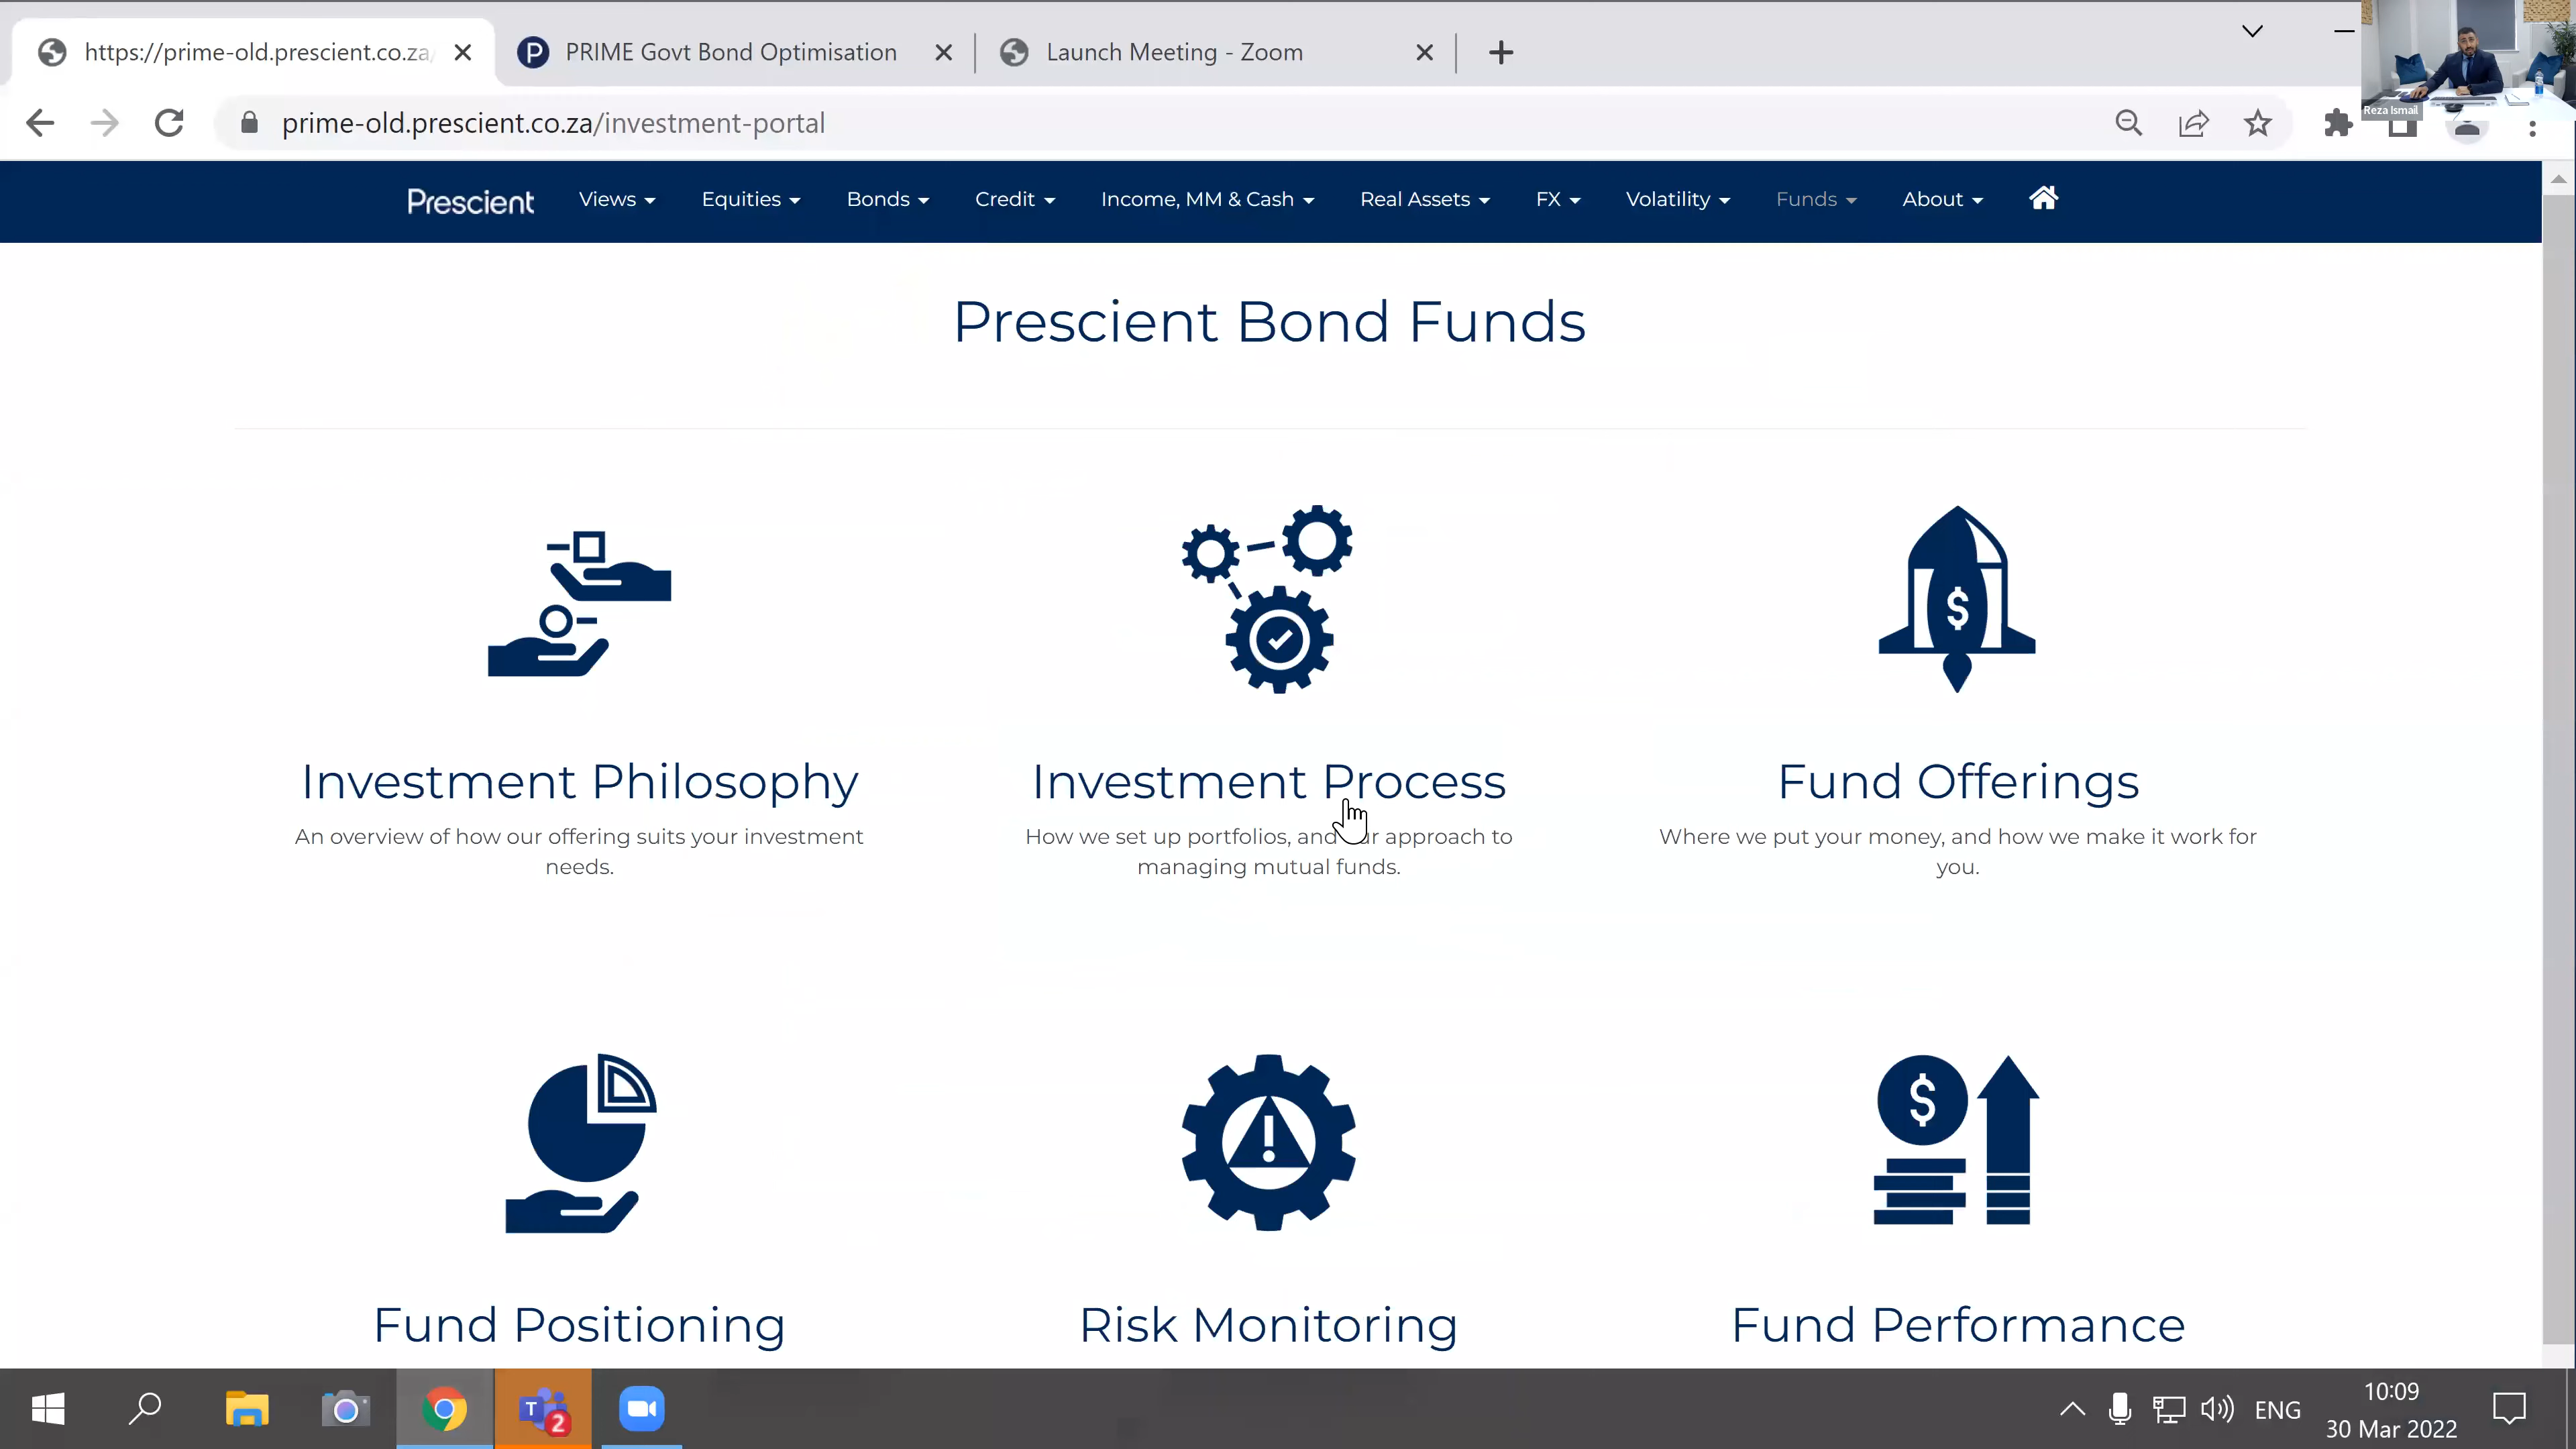 https://prime-old.prescient.co.za/
PRIME Govt Bond Optimisation
Launch Meeting - Zoom
prime-old.prescient.co.za/investment-portal
Reza Ismail
Prescient
Views
Equities
Bonds
Credit
Income, MM & Cash
Real Assets
FX
Volatility
Funds
About
Prescient Bond Funds
$
Investment Philosophy
Investment Process
Fund Offerings
An overview of how our offering suits your investment
needs.
How we set up portfolios, and our approach to
managing mutual funds.
Where we put your money, and how we make it work for
you.
$
Fund Positioning
Risk Monitoring
Fund Performance
T
2
ENG
10:09
30 Mar 2022